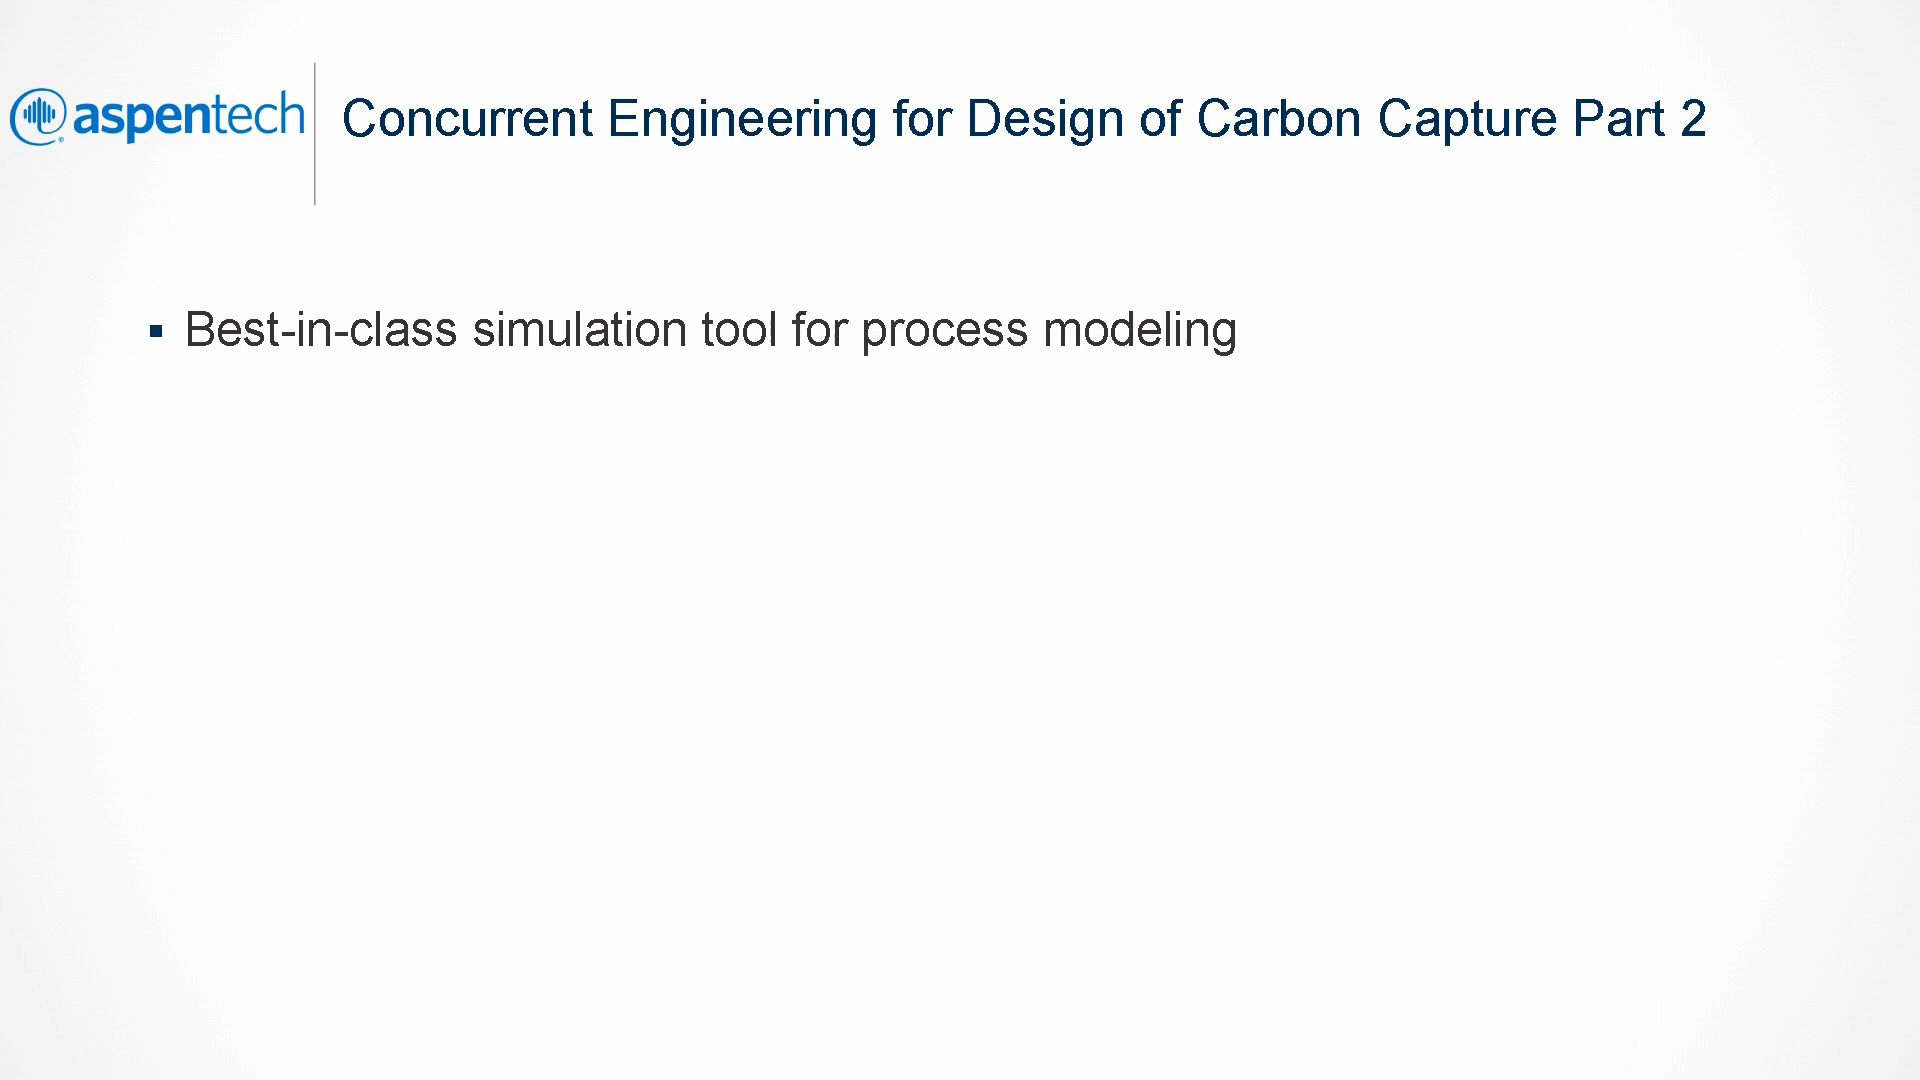 aspentech
Concurrent Engineering for Design of Carbon Capture Part 2
▪ Best-in-class simulation tool for process modeling